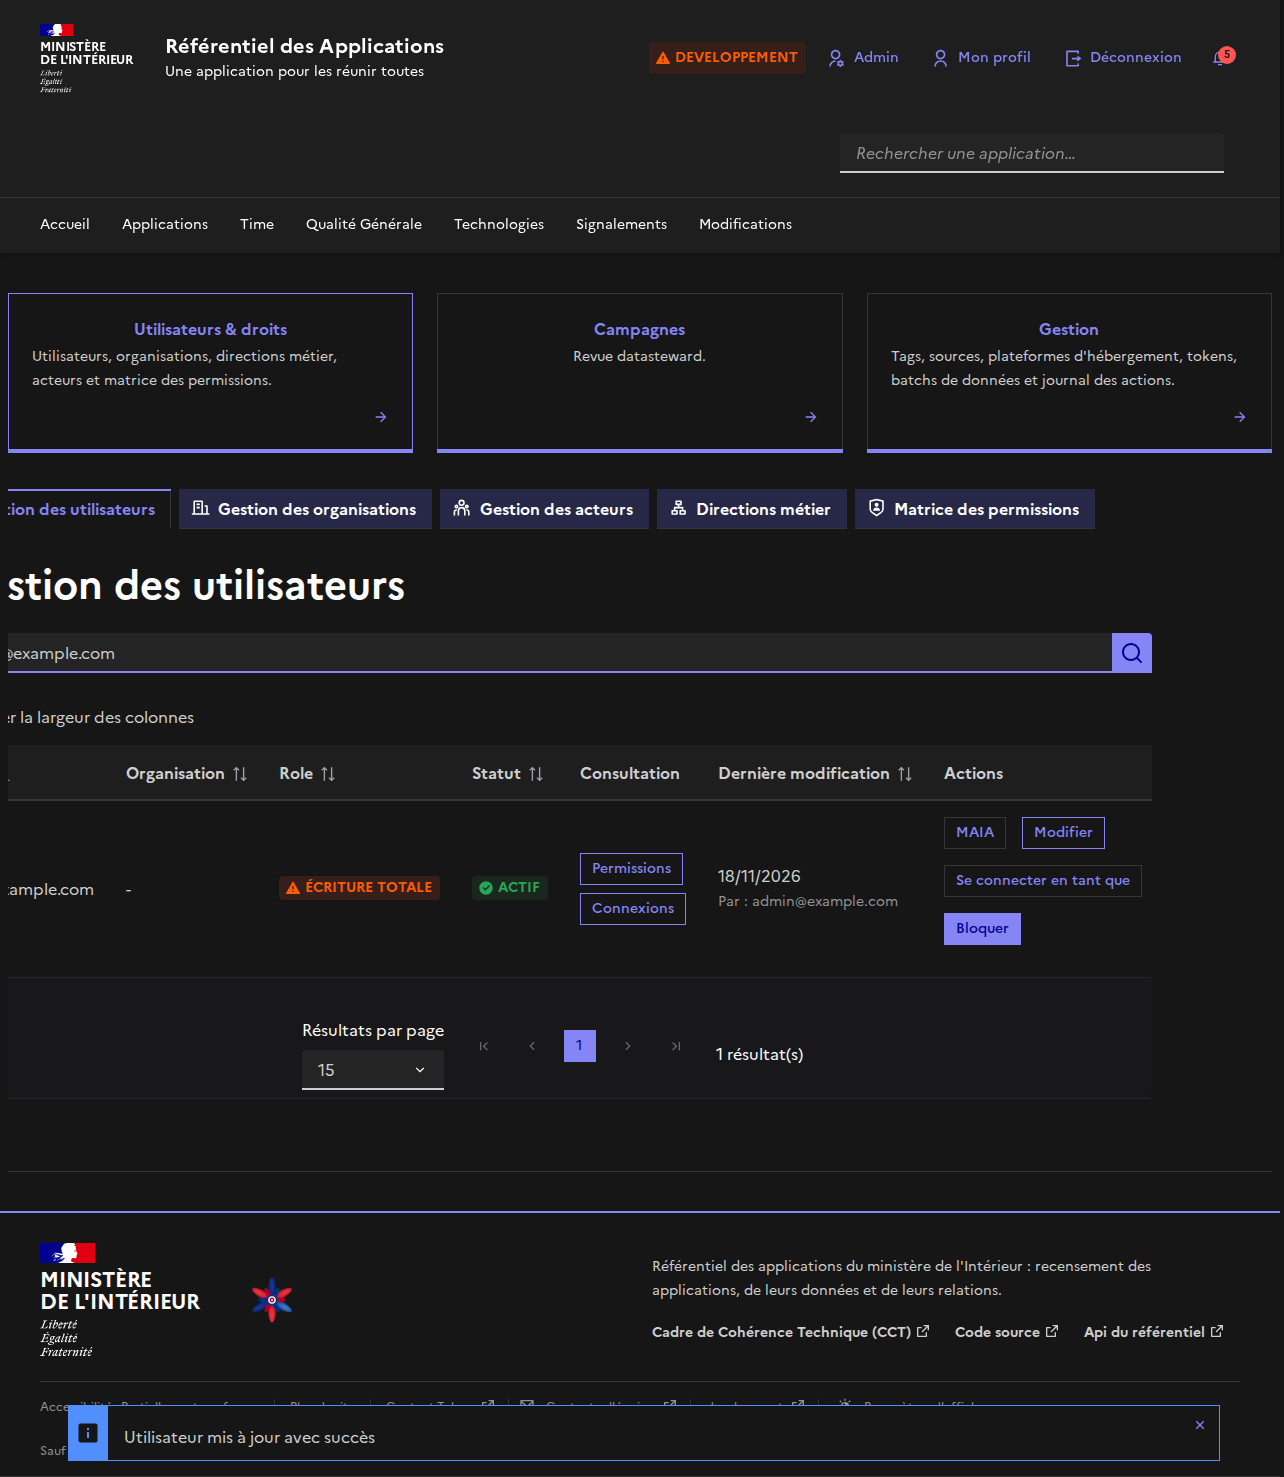 MINISTÈRE
DE L'INTÉRIEUR
Liberté
Égalité
Fraternité
Référentiel des Applications
Une application pour les réunir toutes
DEVELOPPEMENT
Admin
Mon profil
Déconnexion
5
Rechercher une application...
Accueil
Applications
Time
Qualité Générale
Technologies
Signalements
Modifications
Utilisateurs & droits
Utilisateurs, organisations, directions métier,
acteurs et matrice des permissions.
Campagnes
Revue datasteward.
Gestion
Tags, sources, plateformes d'hébergement, tokens,
batchs de données et journal des actions.
tion des utilisateurs
Gestion des organisations
Gestion des acteurs
Directions métier
Matrice des permissions
stion des utilisateurs
@example.com
er la largeur des colonnes
Organisation
Role
Statut
Consultation
Dernière modification
Actions
xample.com
-
ÉCRITURE TOTALE
ACTIF
Permissions
Connexions
18/11/2026
Par : admin@example.com
MAIA
Modifier
Se connecter en tant que
Bloquer
Résultats par page
15
1
1 résultat(s)
MINISTÈRE
DE L'INTÉRIEUR
Liberté
Égalité
Fraternité
Référentiel des applications du ministère de l'Intérieur : recensement des
applications, de leurs données et de leurs relations.
Cadre de Cohérence Technique (CCT)
Code source
Api du référentiel
Sauf
Utilisateur mis à jour avec succès